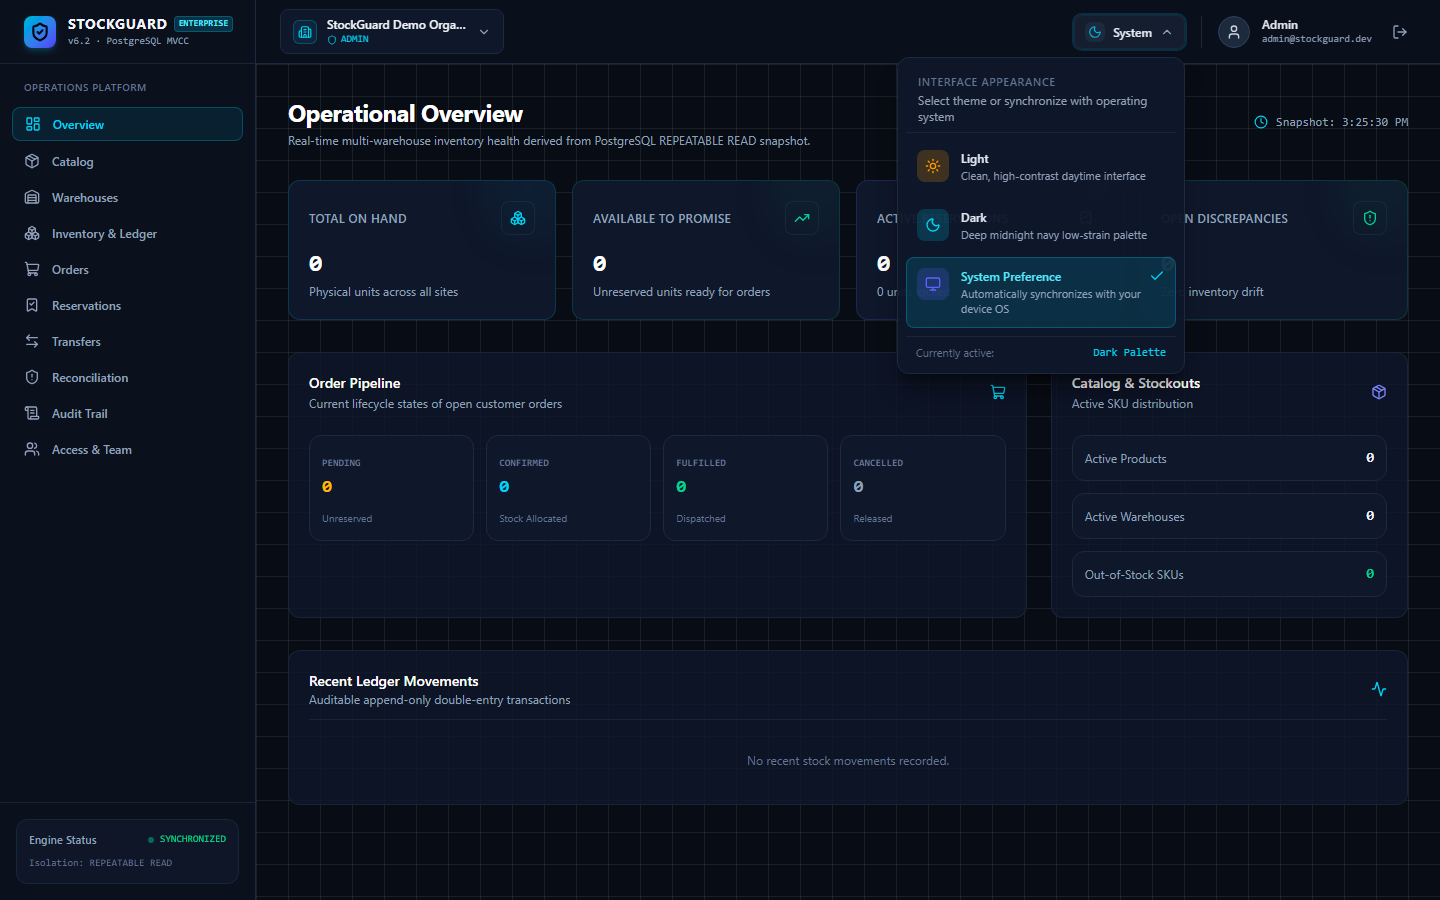 STOCKGUARD ENTERPRISE
v6.2 · PostgreSQL MVCC
StockGuard Demo Orga...
ADMIN
System
Admin
admin@stockguard.dev
OPERATIONS PLATFORM
Overview
Catalog
Warehouses
Inventory & Ledger
Orders
Reservations
Transfers
Reconciliation
Audit Trail
Access & Team
Engine Status
SYNCHRONIZED
Isolation: REPEATABLE READ
Operational Overview
Real-time multi-warehouse inventory health derived from PostgreSQL REPEATABLE READ snapshot.
Snapshot: 3:25:30 PM
INTERFACE APPEARANCE
Select theme or synchronize with operating
system
Light
Clean, high-contrast daytime interface
Dark
Deep midnight navy low-strain palette
System Preference
Automatically synchronizes with your
device OS
Currently active:
Dark Palette
TOTAL ON HAND
0
Physical units across all sites
AVAILABLE TO PROMISE
0
Unreserved units ready for orders
0
0
OPEN DISCREPANCIES
inventory drift
Order Pipeline
Current lifecycle states of open customer orders
PENDING
0
Unreserved
CONFIRMED
0
Stock Allocated
FULFILLED
0
Dispatched
CANCELLED
0
Released
Catalog & Stockouts
Active SKU distribution
Active Products
0
Active Warehouses
0
Out-of-Stock SKUs
0
Recent Ledger Movements
Auditable append-only double-entry transactions
No recent stock movements recorded.